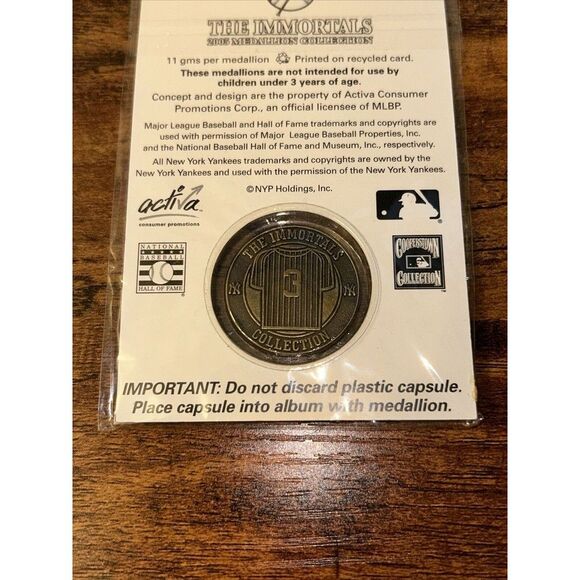 THE IMMORTALS
2005 MEDALLION COLLECTION
11 gms per medallion Printed on recycled card.
These medallions are not intended for use by
children under 3 years of age.
Concept and design are the property of Activa Consumer
Promotions Corp., an official licensee of MLBP.
Major League Baseball and Hall of Fame trademarks and copyrights are
used with permission of Major League Baseball Properties, Inc.
and the National Baseball Hall of Fame and Museum, Inc., respectively.
All New York Yankees trademarks and copyrights are owned by the
New York Yankees and used with the permission of the New York Yankees.
©NYP Holdings, Inc.
activa™
consumer promotions
NATIONAL
BASEBALL
HALL OF FAME
THE IMMORTALS
NY 3 NY
COLLECTION
COOPERSTOWN
COLLECTION™
IMPORTANT: Do not discard plastic capsule.
Place capsule into album with medallion.